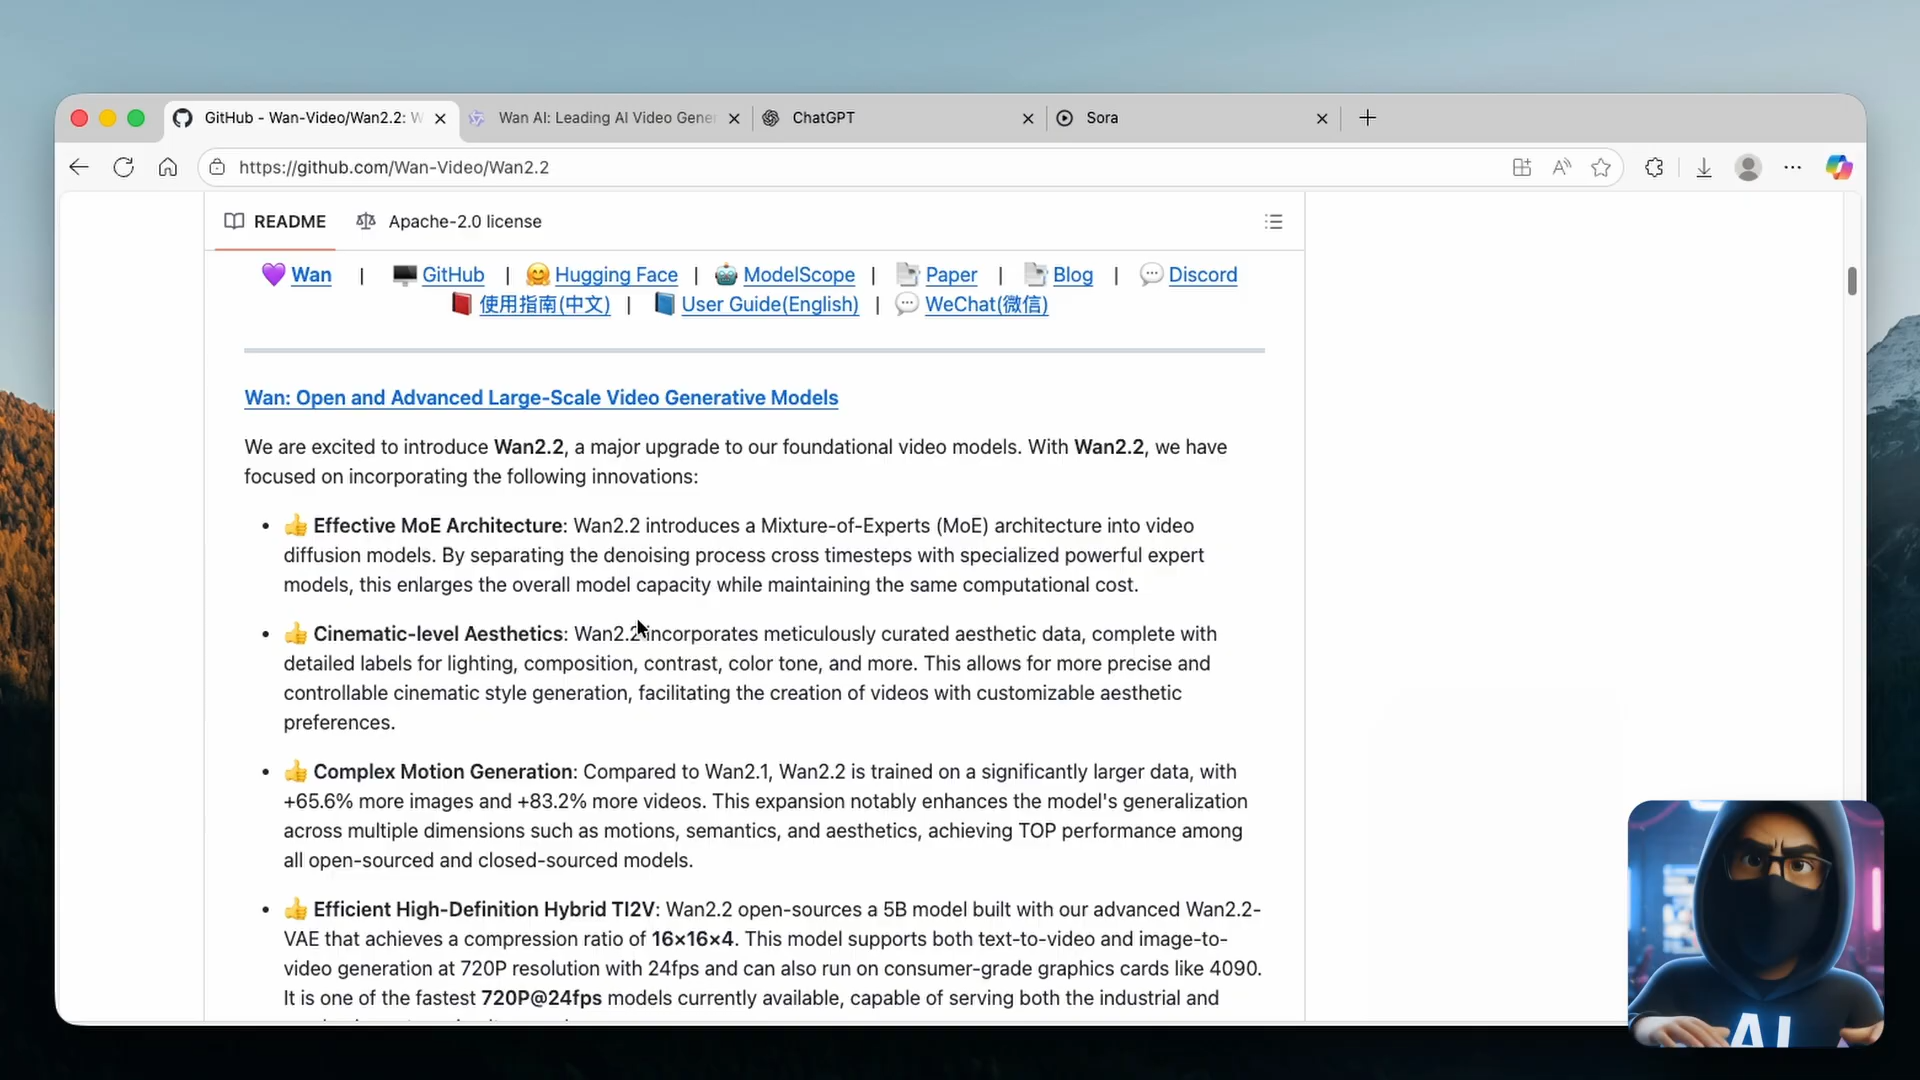 GitHub - Wan-Video/Wan2.2: W
Wan AI: Leading AI Video Gener
ChatGPT
Sora
https://github.com/Wan-Video/Wan2.2
README
Apache-2.0 license
Wan | GitHub | Hugging Face | ModelScope | Paper | Blog | Discord
使用指南(中文) | User Guide(English) | WeChat(微信)
Wan: Open and Advanced Large-Scale Video Generative Models
We are excited to introduce Wan2.2, a major upgrade to our foundational video models. With Wan2.2, we have
focused on incorporating the following innovations:
• 👍 Effective MoE Architecture: Wan2.2 introduces a Mixture-of-Experts (MoE) architecture into video
diffusion models. By separating the denoising process cross timesteps with specialized powerful expert
models, this enlarges the overall model capacity while maintaining the same computational cost.
• 👍 Cinematic-level Aesthetics: Wan2.2 incorporates meticulously curated aesthetic data, complete with
detailed labels for lighting, composition, contrast, color tone, and more. This allows for more precise and
controllable cinematic style generation, facilitating the creation of videos with customizable aesthetic
preferences.
• 👍 Complex Motion Generation: Compared to Wan2.1, Wan2.2 is trained on a significantly larger data, with
+65.6% more images and +83.2% more videos. This expansion notably enhances the model's generalization
across multiple dimensions such as motions, semantics, and aesthetics, achieving TOP performance among
all open-sourced and closed-sourced models.
• 👍 Efficient High-Definition Hybrid TI2V: Wan2.2 open-sources a 5B model built with our advanced Wan2.2-
VAE that achieves a compression ratio of 16×16×4. This model supports both text-to-video and image-to-
video generation at 720P resolution with 24fps and can also run on consumer-grade graphics cards like 4090.
It is one of the fastest 720P@24fps models currently available, capable of serving both the industrial and
AI